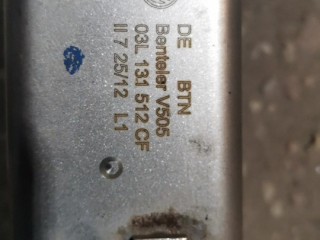 DE BTN
Benteler V505
03L 131 512 CF
II 7 25/12 L1